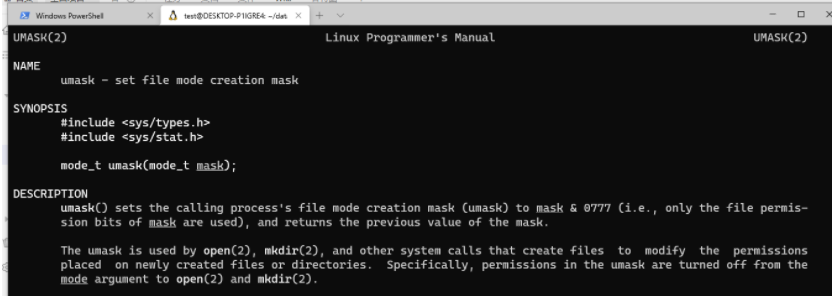 Windows PowerShell
test@DESKTOP-P1IGRE4: ~/dat
UMASK(2) Linux Programmer's Manual UMASK(2)
NAME
umask - set file mode creation mask
SYNOPSIS
#include <sys/types.h>
#include <sys/stat.h>
mode_t umask(mode_t mask);
DESCRIPTION
umask() sets the calling process's file mode creation mask (umask) to mask & 0777 (i.e., only the file permis-
sion bits of mask are used), and returns the previous value of the mask.
The umask is used by open(2), mkdir(2), and other system calls that create files to modify the permissions
placed on newly created files or directories. Specifically, permissions in the umask are turned off from the
mode argument to open(2) and mkdir(2).